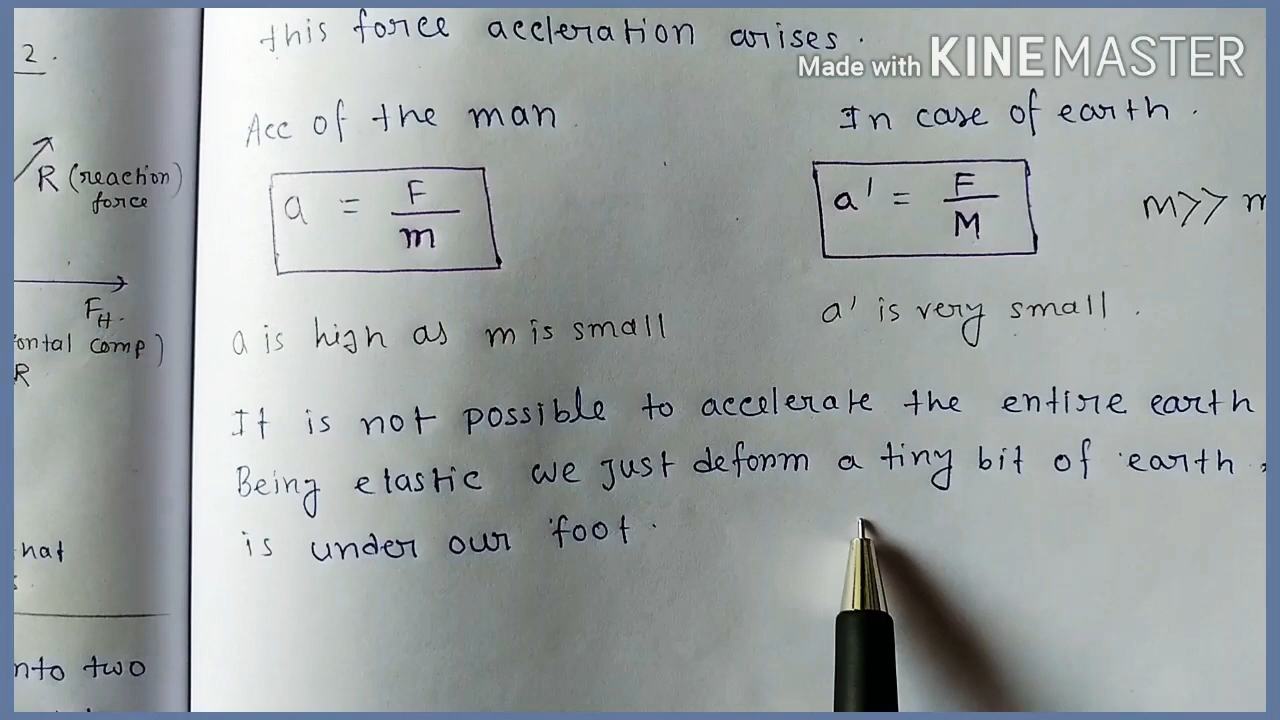 2.
R (reaction)
force
F_H.
ontal comp)
R
hat
nto two
this force accleration arises.
Made with KINEMASTER
Acc of the man
In case of earth.
a = F/m
a' = F/M
M>> m
a is high as m is small
a' is very small.
It is not possible to accelerate the entire earth
Being elastic we just deform a tiny bit of earth
is under our foot.